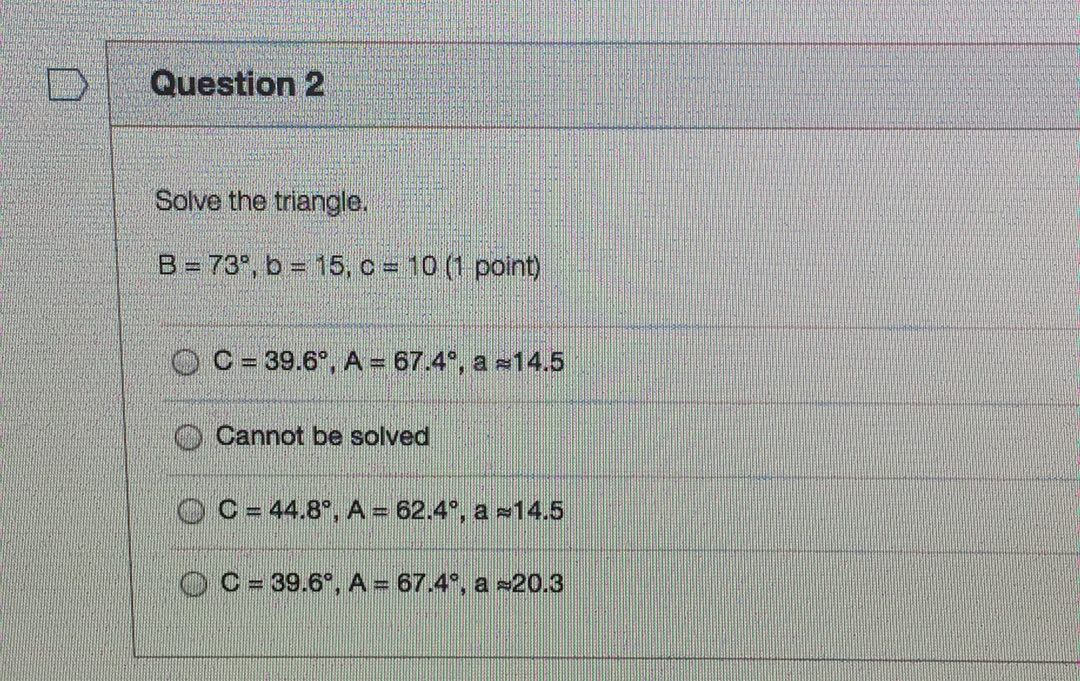 Question 2
Solve the triangle.
B = 73°, b = 15, c = 10 (1 point)
C = 39.6°, A = 67.4°, a ≈14.5
Cannot be solved
C = 44.8°, A = 62.4°, a ≈14.5
C = 39.6°, A = 67.4°, a ≈20.3